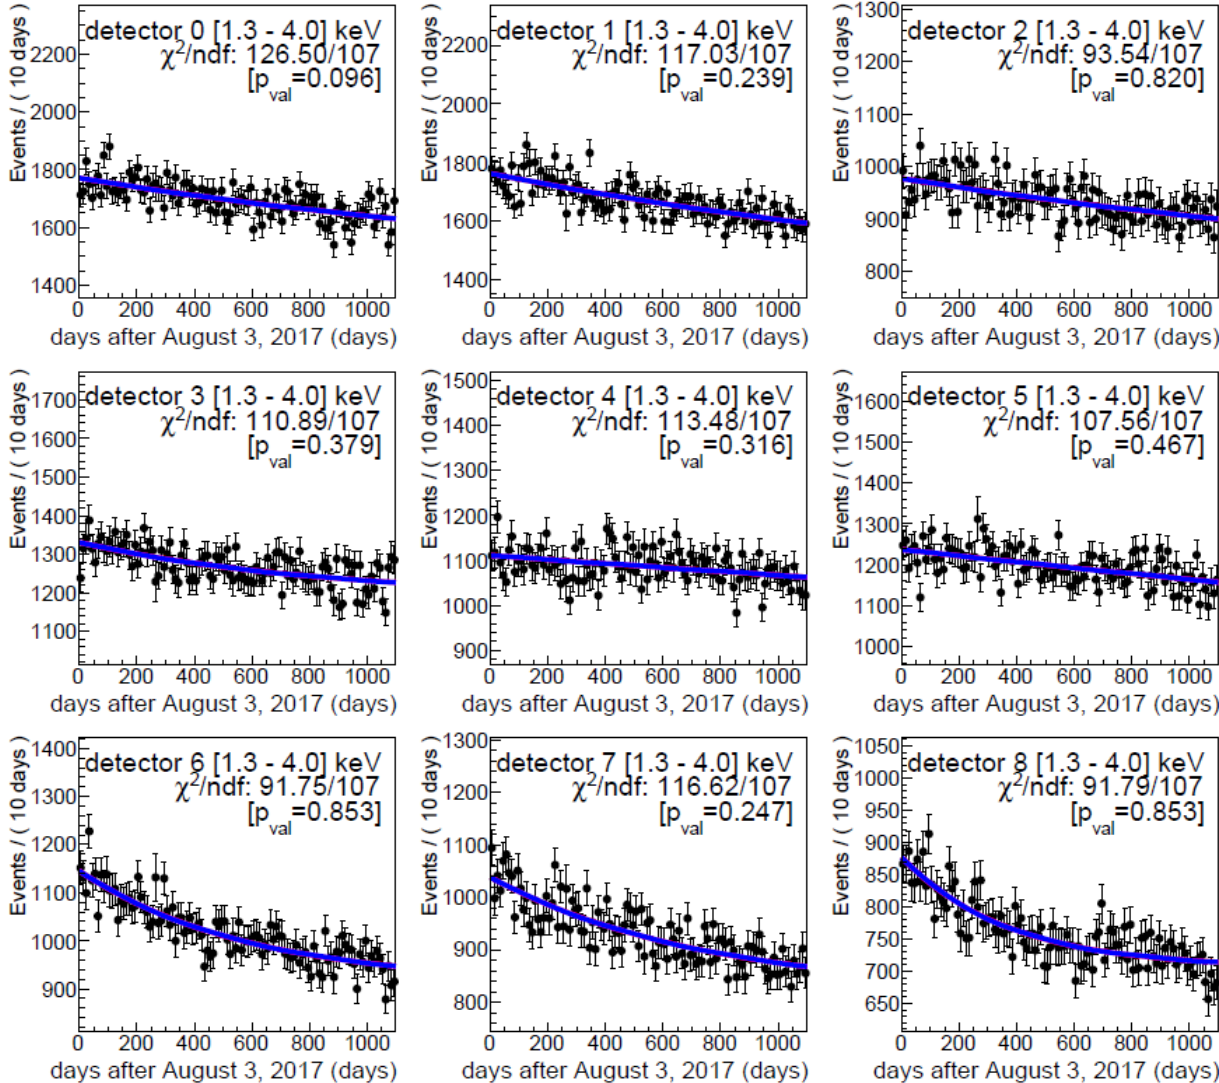 detector 0 [1.3 - 4.0] keV
χ²/ndf: 126.50/107
[p_val=0.096]
Events / ( 10 days )
2200
2000
1800
1600
1400
0 200 400 600 800 1000
days after August 3, 2017 (days)
detector 1 [1.3 - 4.0] keV
χ²/ndf: 117.03/107
[p_val=0.239]
Events / ( 10 days )
2200
2000
1800
1600
1400
0 200 400 600 800 1000
days after August 3, 2017 (days)
detector 2 [1.3 - 4.0] keV
χ²/ndf: 93.54/107
[p_val=0.820]
Events / ( 10 days )
1300
1200
1100
1000
900
800
0 200 400 600 800 1000
days after August 3, 2017 (days)
detector 3 [1.3 - 4.0] keV
χ²/ndf: 110.89/107
[p_val=0.379]
Events / ( 10 days )
1700
1600
1500
1400
1300
1200
1100
0 200 400 600 800 1000
days after August 3, 2017 (days)
detector 4 [1.3 - 4.0] keV
χ²/ndf: 113.48/107
[p_val=0.316]
Events / ( 10 days )
1500
1400
1300
1200
1100
1000
900
0 200 400 600 800 1000
days after August 3, 2017 (days)
detector 5 [1.3 - 4.0] keV
χ²/ndf: 107.56/107
[p_val=0.467]
Events / ( 10 days )
1600
1500
1400
1300
1200
1100
1000
0 200 400 600 800 1000
days after August 3, 2017 (days)
detector 6 [1.3 - 4.0] keV
χ²/ndf: 91.75/107
[p_val=0.853]
Events / ( 10 days )
1400
1300
1200
1100
1000
900
0 200 400 600 800 1000
days after August 3, 2017 (days)
detector 7 [1.3 - 4.0] keV
χ²/ndf: 116.62/107
[p_val=0.247]
Events / ( 10 days )
1300
1200
1100
1000
900
800
0 200 400 600 800 1000
days after August 3, 2017 (days)
detector 8 [1.3 - 4.0] keV
χ²/ndf: 91.79/107
[p_val=0.853]
Events / ( 10 days )
1050
1000
950
900
850
800
750
700
650
0 200 400 600 800 1000
days after August 3, 2017 (days)